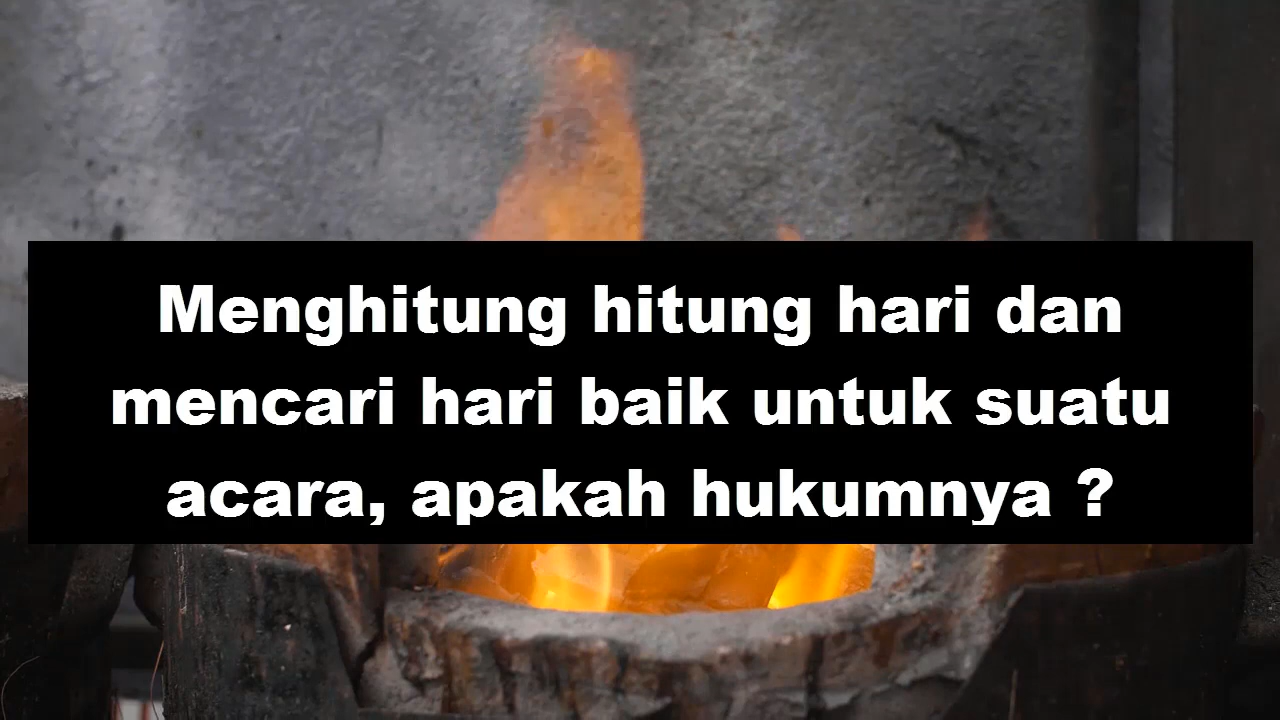 Menghitung hitung hari dan
mencari hari baik untuk suatu
acara, apakah hukumnya ?